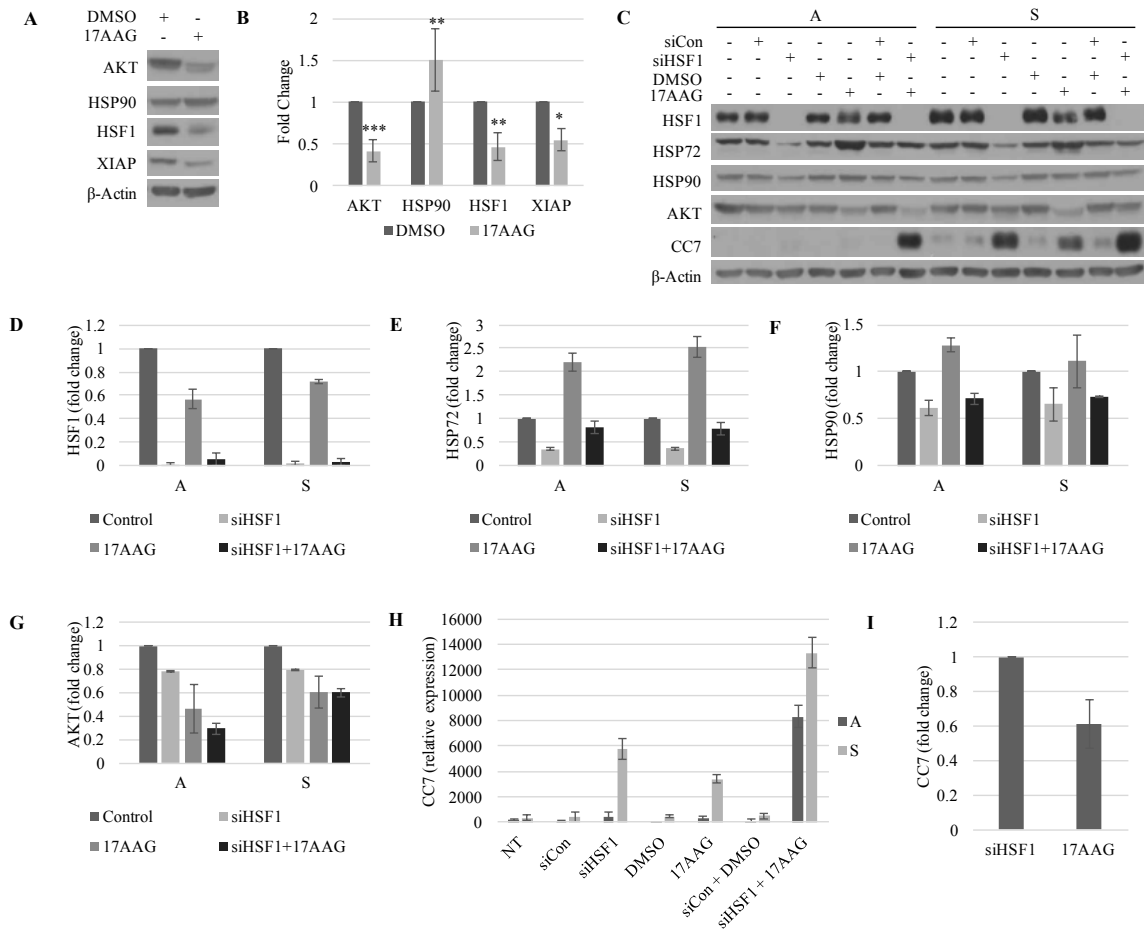 A
DMSO + -
17AAG - +
AKT
HSP90
HSF1
XIAP
β-Actin
B
Fold Change
2
1.5
1
0.5
0
*** ** ** *
AKT HSP90 HSF1 XIAP
DMSO 17AAG
C
A S
siCon - + - - - + - - + - - - + -
siHSF1 - - + - - - + - - + - - - +
DMSO - - - + - + - - - - + - + -
17AAG - - - - + - + - - - - + - +
HSF1
HSP72
HSP90
AKT
CC7
β-Actin
D
HSF1 (fold change)
1.2
1
0.8
0.6
0.4
0.2
0
A S
Control siHSF1
17AAG siHSF1+17AAG
E
HSP72 (fold change)
3
2.5
2
1.5
1
0.5
0
A S
Control siHSF1
17AAG siHSF1+17AAG
F
HSP90 (fold change)
1.5
1
0.5
0
A S
Control siHSF1
17AAG siHSF1+17AAG
G
AKT (fold change)
1.2
1
0.8
0.6
0.4
0.2
0
A S
Control siHSF1
17AAG siHSF1+17AAG
H
CC7 (relative expression)
16000
14000
12000
10000
8000
6000
4000
2000
0
NT
siCon
siHSF1
DMSO
17AAG
siCon + DMSO
siHSF1 + 17AAG
A
S
I
CC7 (fold change)
1.2
1
0.8
0.6
0.4
0.2
0
siHSF1 17AAG